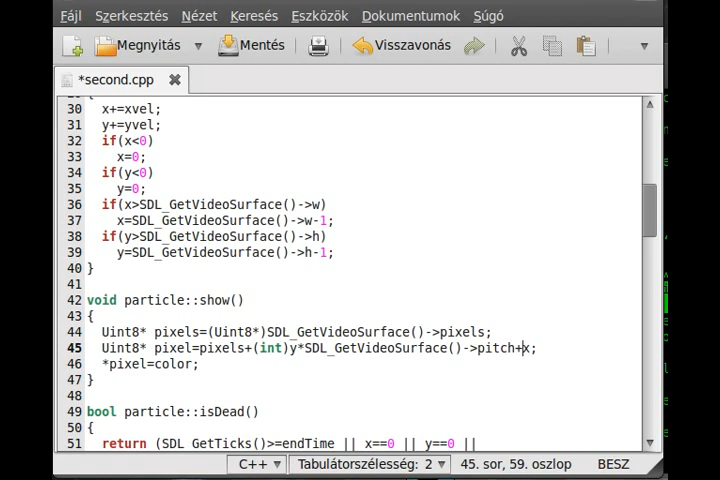 Fájl Szerkesztés Nézet Keresés Eszközök Dokumentumok Súgó
Megnyitás Mentés Visszavonás
*second.cpp
30 x+=xvel;
31 y+=yvel;
32 if(x<0)
33 x=0;
34 if(y<0)
35 y=0;
36 if(x>SDL_GetVideoSurface()->w)
37 x=SDL_GetVideoSurface()->w-1;
38 if(y>SDL_GetVideoSurface()->h)
39 y=SDL_GetVideoSurface()->h-1;
40 }
41
42 void particle::show()
43 {
44 Uint8* pixels=(Uint8*)SDL_GetVideoSurface()->pixels;
45 Uint8* pixel=pixels+(int)y*SDL_GetVideoSurface()->pitch+x;
46 *pixel=color;
47 }
48
49 bool particle::isDead()
50 {
51 return (SDL_GetTicks()>=endTime || x==0 || y==0 ||
C++ Tabulátorszélesség: 2 45. sor, 59. oszlop BESZ